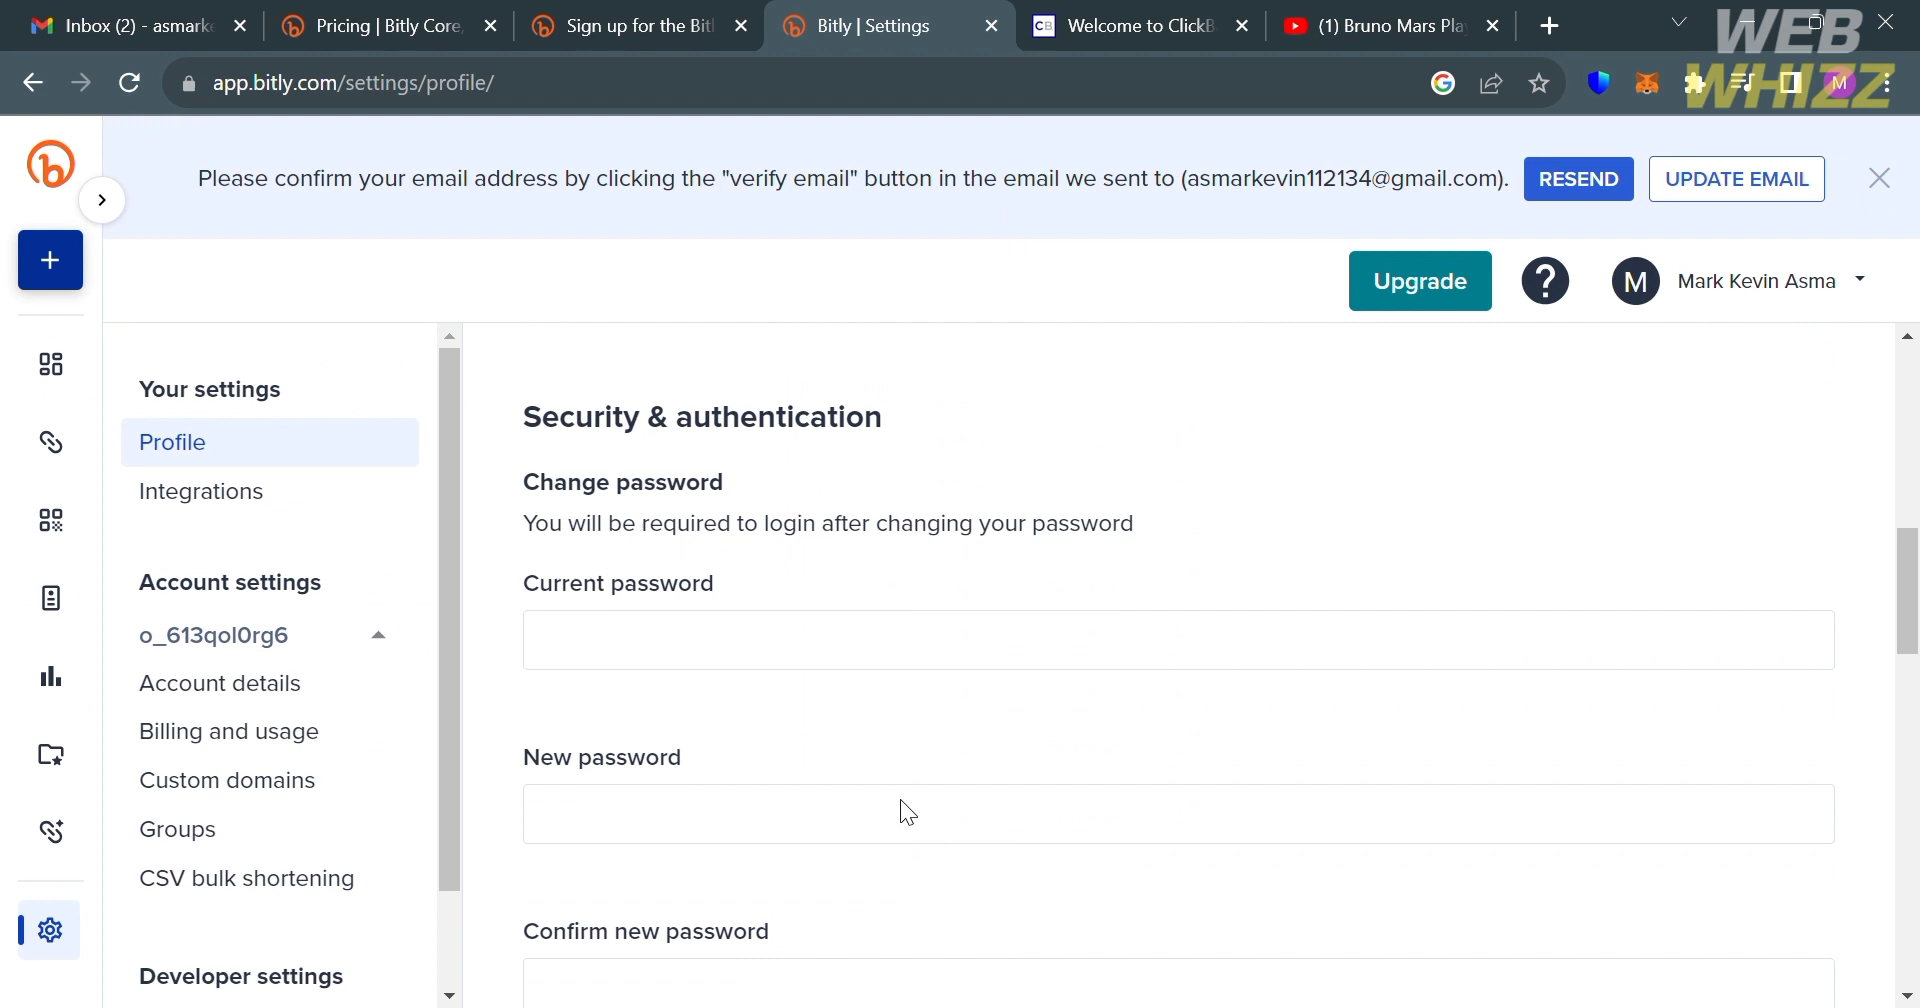 Inbox (2) - asmark
Pricing | Bitly Core,
Sign up for the Bit
Bitly | Settings
CB
Welcome to ClickB
(1) Bruno Mars Pla
WEB
WHIZZ
app.bitly.com/settings/profile/
G
M
b
Please confirm your email address by clicking the "verify email" button in the email we sent to (asmarkevin112134@gmail.com).
RESEND
UPDATE EMAIL
Upgrade
?
M
Mark Kevin Asma
Your settings
Profile
Integrations
Account settings
o_613qol0rg6
Account details
Billing and usage
Custom domains
Groups
CSV bulk shortening
Developer settings
Security & authentication
Change password
You will be required to login after changing your password
Current password
New password
Confirm new password